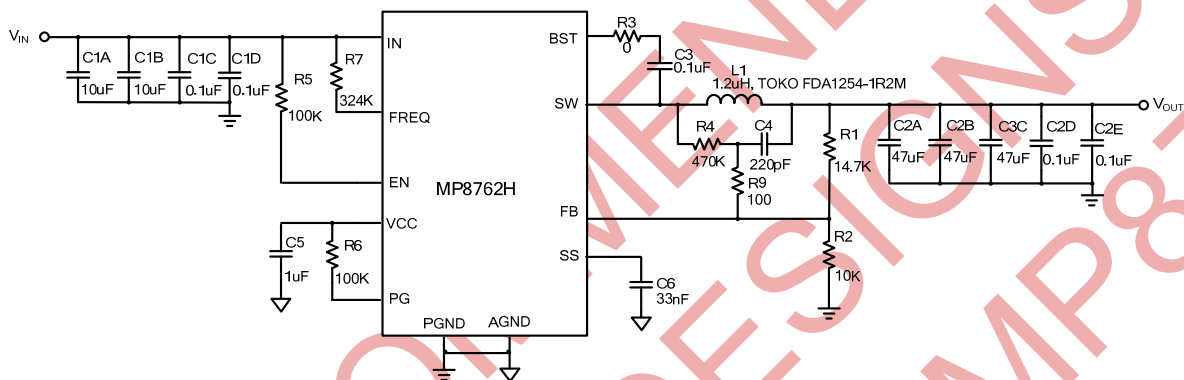 VIN
C1A
10uF
C1B
10uF
C1C
0.1uF
C1D
0.1uF
R5
100K
R7
324K
C5
1uF
R6
100K
IN
FREQ
EN
VCC
PG
MP8762H
PGND
AGND
BST
SW
FB
SS
R3
0
C3
0.1uF
L1
1.2uH, TOKO FDA1254-1R2M
R4
470K
C4
220pF
R9
100
R1
14.7K
R2
10K
C6
33nF
C2A
47uF
C2B
47uF
C3C
47uF
C2D
0.1uF
C2E
0.1uF
VOUT
OMMEN
DESIGNS
MP8